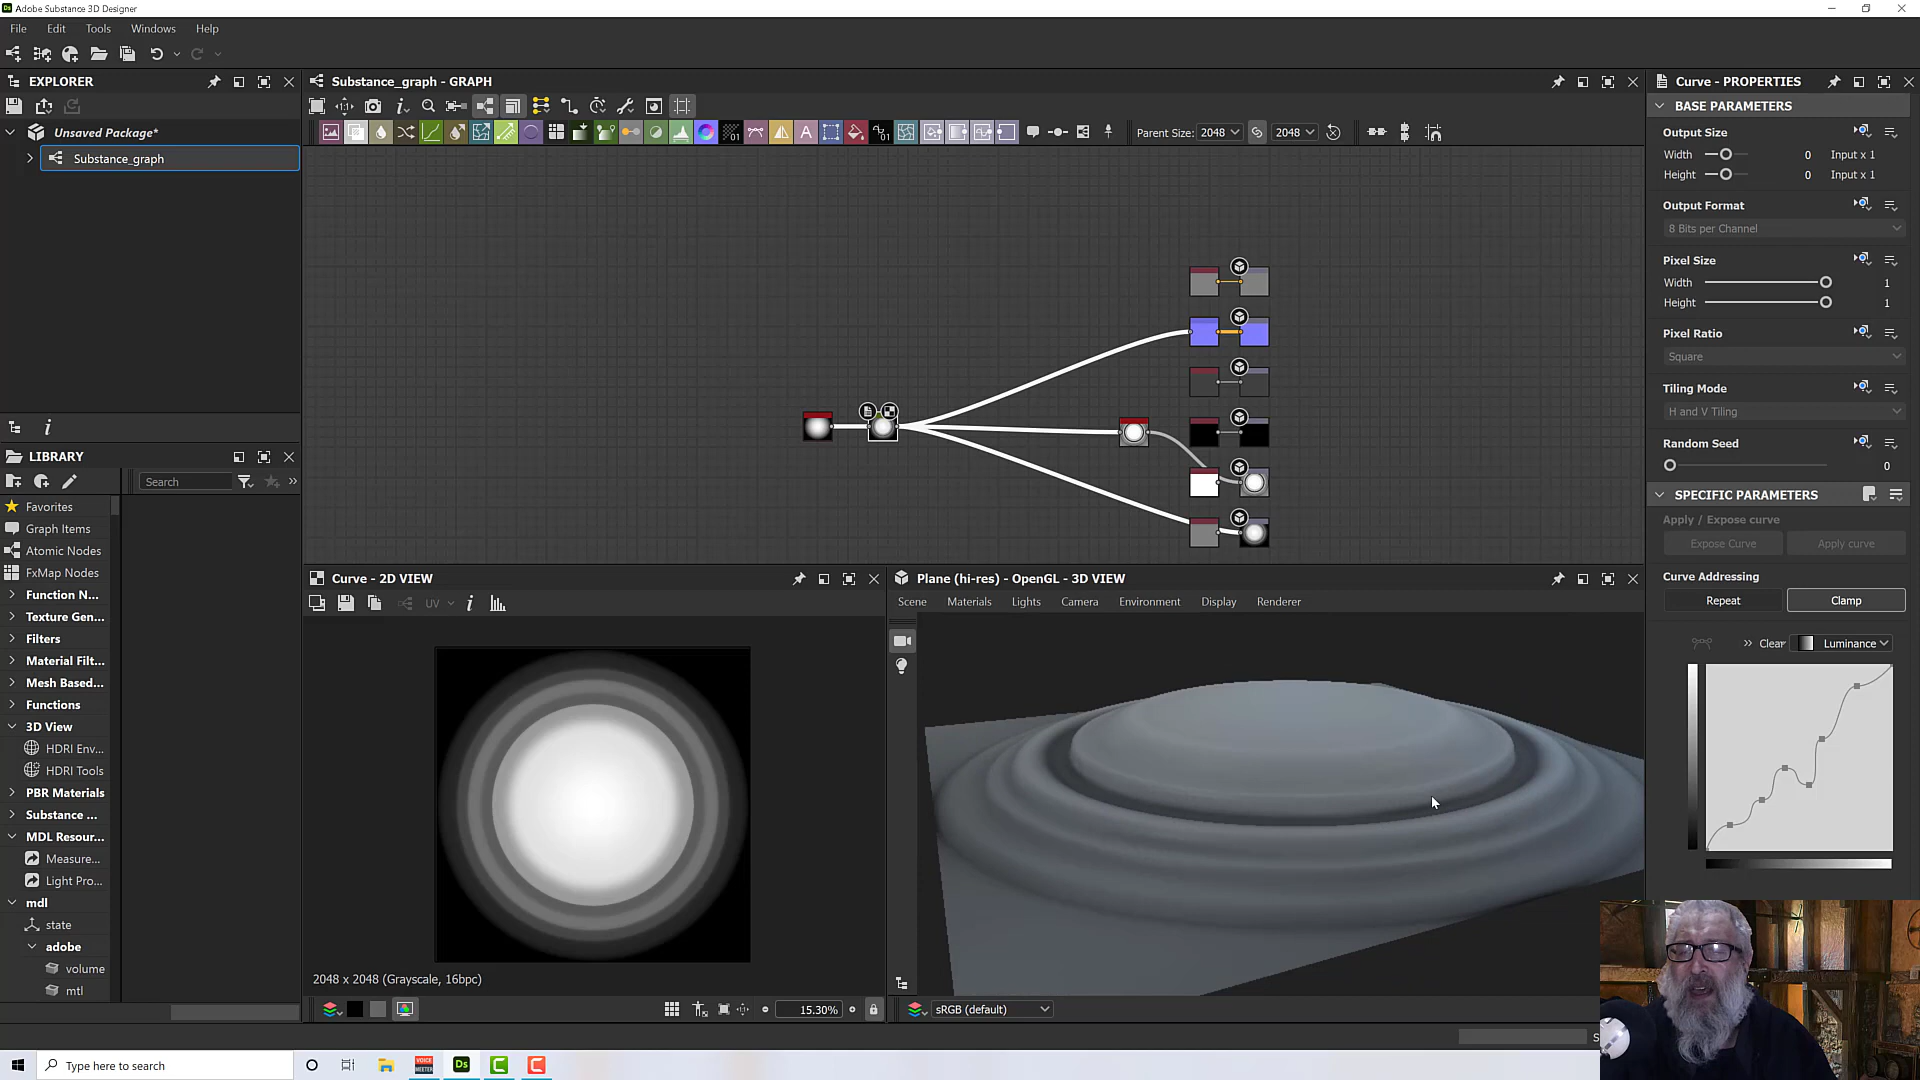 Adobe Substance 3D Designer
File Edit Tools Windows Help
EXPLORER
Unsaved Package*
Substance_graph
LIBRARY
Search
Favorites
Graph Items
Atomic Nodes
FxMap Nodes
Function N...
Texture Gen...
Filters
Material Filt...
Mesh Based...
Functions
3D View
HDRI Env...
HDRI Tools
PBR Materials
Substance ...
MDL Resour...
Measure...
Light Pro...
mdl
state
adobe
volume
mtl
Substance_graph - GRAPH
Parent Size: 2048 2048
Curve - 2D VIEW
UV
2048 x 2048 (Grayscale, 16bpc)
15.30%
Plane (hi-res) - OpenGL - 3D VIEW
Scene Materials Lights Camera Environment Display Renderer
sRGB (default)
Curve - PROPERTIES
BASE PARAMETERS
Output Size
Width 0 Input x 1
Height 0 Input x 1
Output Format
8 Bits per Channel
Pixel Size
Width 1
Height 1
Pixel Ratio
Square
Tiling Mode
H and V Tiling
Random Seed
0
SPECIFIC PARAMETERS
Apply / Expose curve
Expose Curve Apply curve
Curve Addressing
Repeat Clamp
» Clear Luminance
Type here to search
VOICE MEETER
Ds